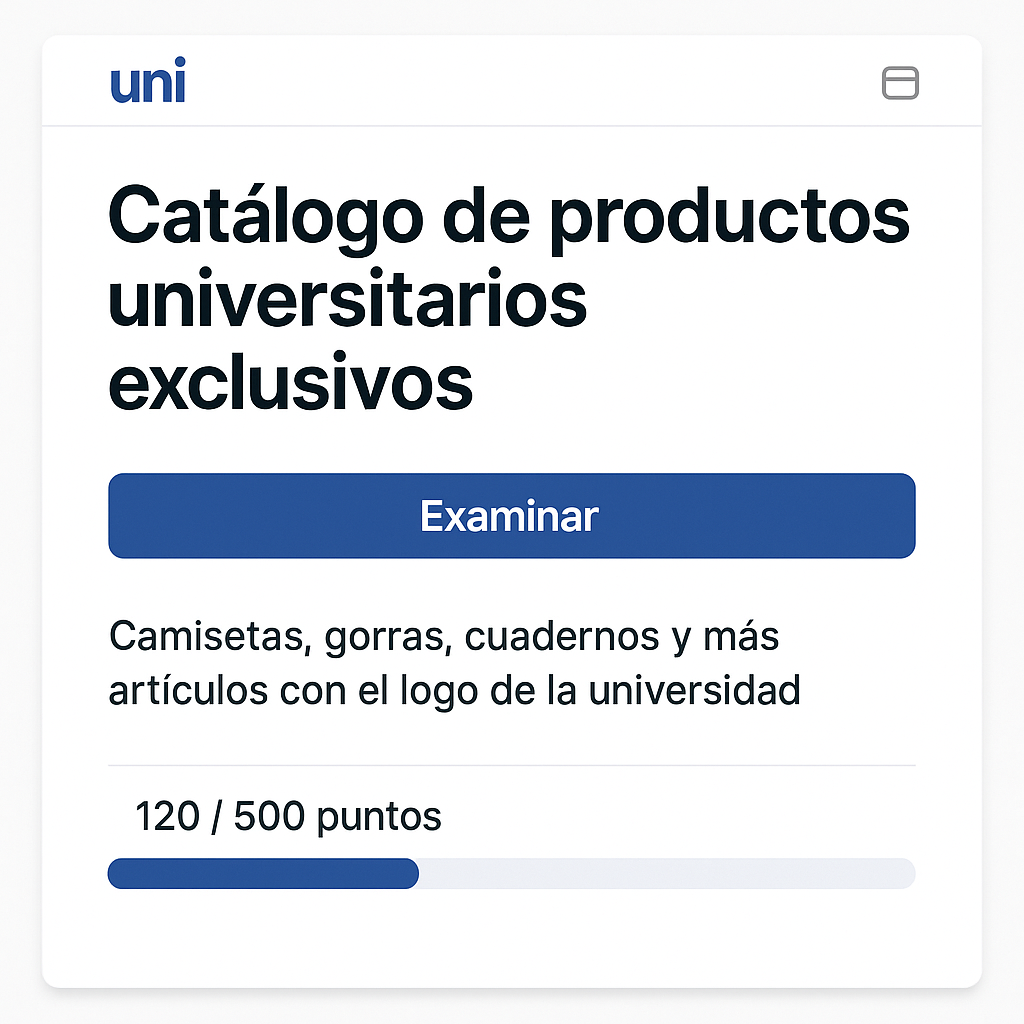 uni
Catálogo de productos
universitarios
exclusivos
Examinar
Camisetas, gorras, cuadernos y más
artículos con el logo de la universidad
120 / 500 puntos